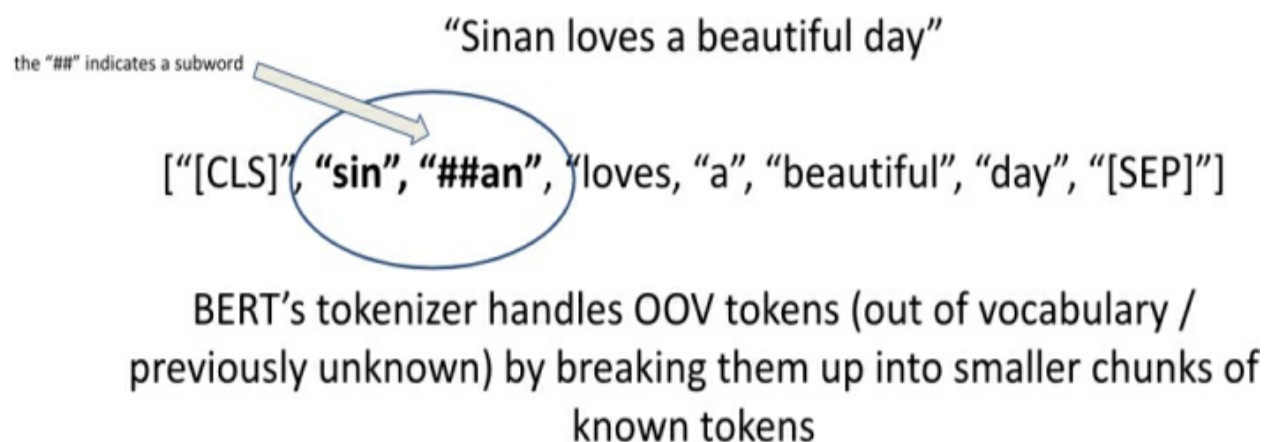 “Sinan loves a beautiful day”
the “##” indicates a subword
[“[CLS]”, “sin”, “##an”, “loves, “a”, “beautiful”, “day”, “[SEP]”]
BERT’s tokenizer handles OOV tokens (out of vocabulary /
previously unknown) by breaking them up into smaller chunks of
known tokens